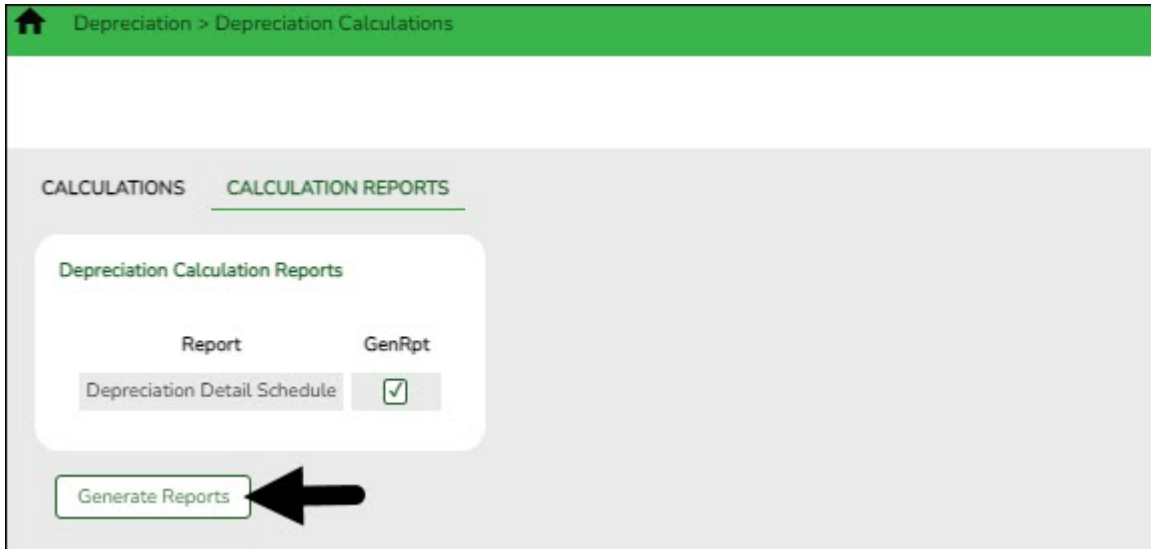 Depreciation > Depreciation Calculations
CALCULATIONS CALCULATION REPORTS
Depreciation Calculation Reports
Report GenRpt
Depreciation Detail Schedule
Generate Reports